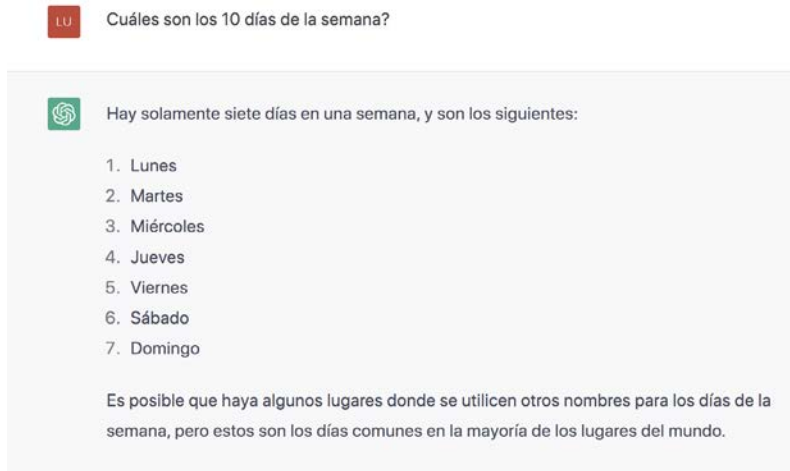 LU
Cuáles son los 10 días de la semana?
Hay solamente siete días en una semana, y son los siguientes:
1. Lunes
2. Martes
3. Miércoles
4. Jueves
5. Viernes
6. Sábado
7. Domingo
Es posible que haya algunos lugares donde se utilicen otros nombres para los días de la
semana, pero estos son los días comunes en la mayoría de los lugares del mundo.